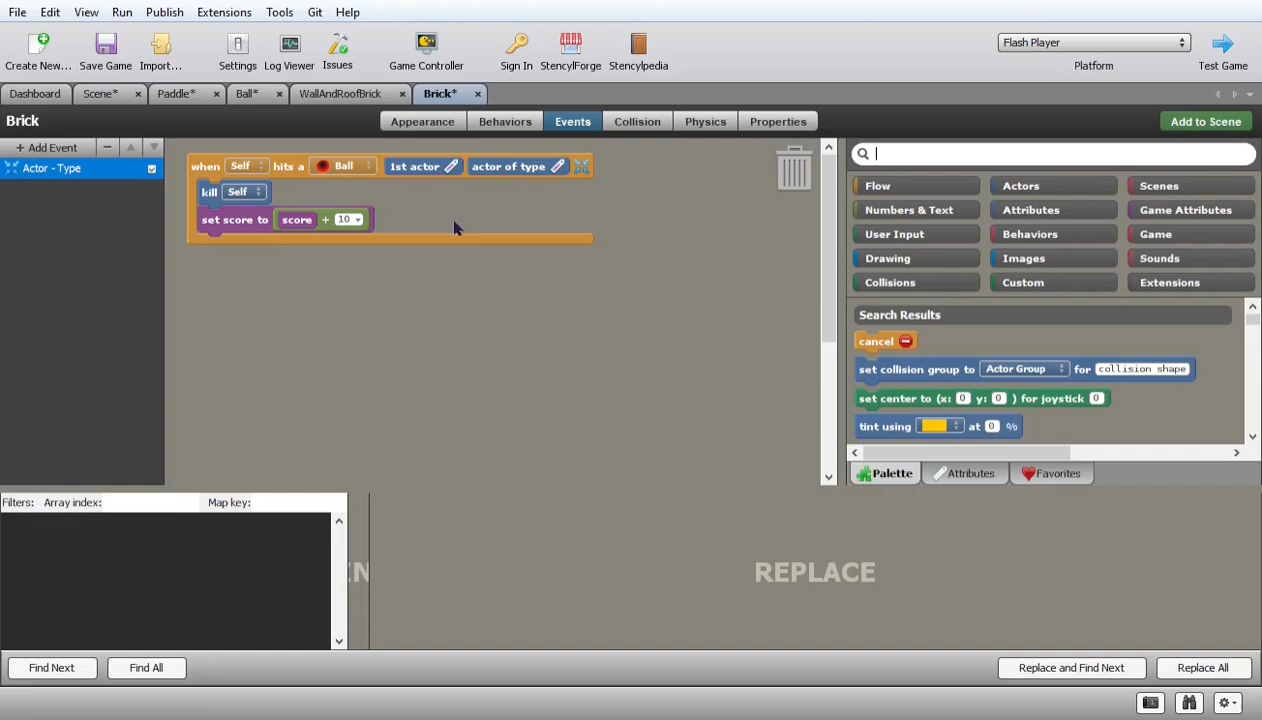 File Edit View Run Publish Extensions Tools Git Help
Create New... Save Game Import... Settings Log Viewer Issues Game Controller Sign In StencylForge Stencylpedia Flash Player Platform Test Game
Dashboard Scene* × Paddle* × Ball* × WallAndRoofBrick × Brick* ×
Brick Appearance Behaviors Events Collision Physics Properties Add to Scene
+ Add Event
Actor - Type
when Self hits a Ball 1st actor actor of type
kill Self
set score to score + 10
Flow Actors Scenes
Numbers & Text Attributes Game Attributes
User Input Behaviors Game
Drawing Images Sounds
Collisions Custom Extensions
Search Results
cancel
set collision group to Actor Group for collision shape
set center to (x: 0 y: 0 ) for joystick 0
tint using at 0 %
Palette Attributes Favorites
Filters: Array index: Map key:
REPLACE
Find Next Find All Replace and Find Next Replace All